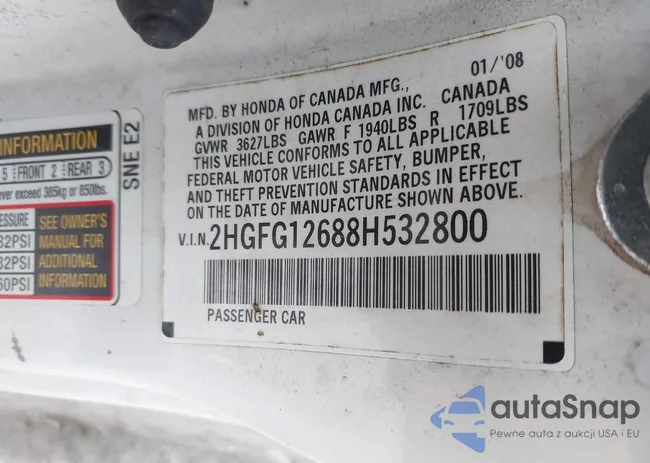 INFORMATION
5 FRONT 2 REAR 3
ever exceed 385kg or 850lbs.
PRESSURE SEE OWNER'S
32PSI MANUAL FOR
32PSI ADDITIONAL
60PSI INFORMATION
SNE E2
01/'08
MFD. BY HONDA OF CANADA MFG.,
A DIVISION OF HONDA CANADA INC. CANADA
GVWR 3627LBS GAWR F 1940LBS R 1709LBS
THIS VEHICLE CONFORMS TO ALL APPLICABLE
FEDERAL MOTOR VEHICLE SAFETY, BUMPER,
AND THEFT PREVENTION STANDARDS IN EFFECT
ON THE DATE OF MANUFACTURE SHOWN ABOVE.
V.I.N. 2HGFG12688H532800
PASSENGER CAR
autaSnap
Pewne auta z aukcji USA i EU